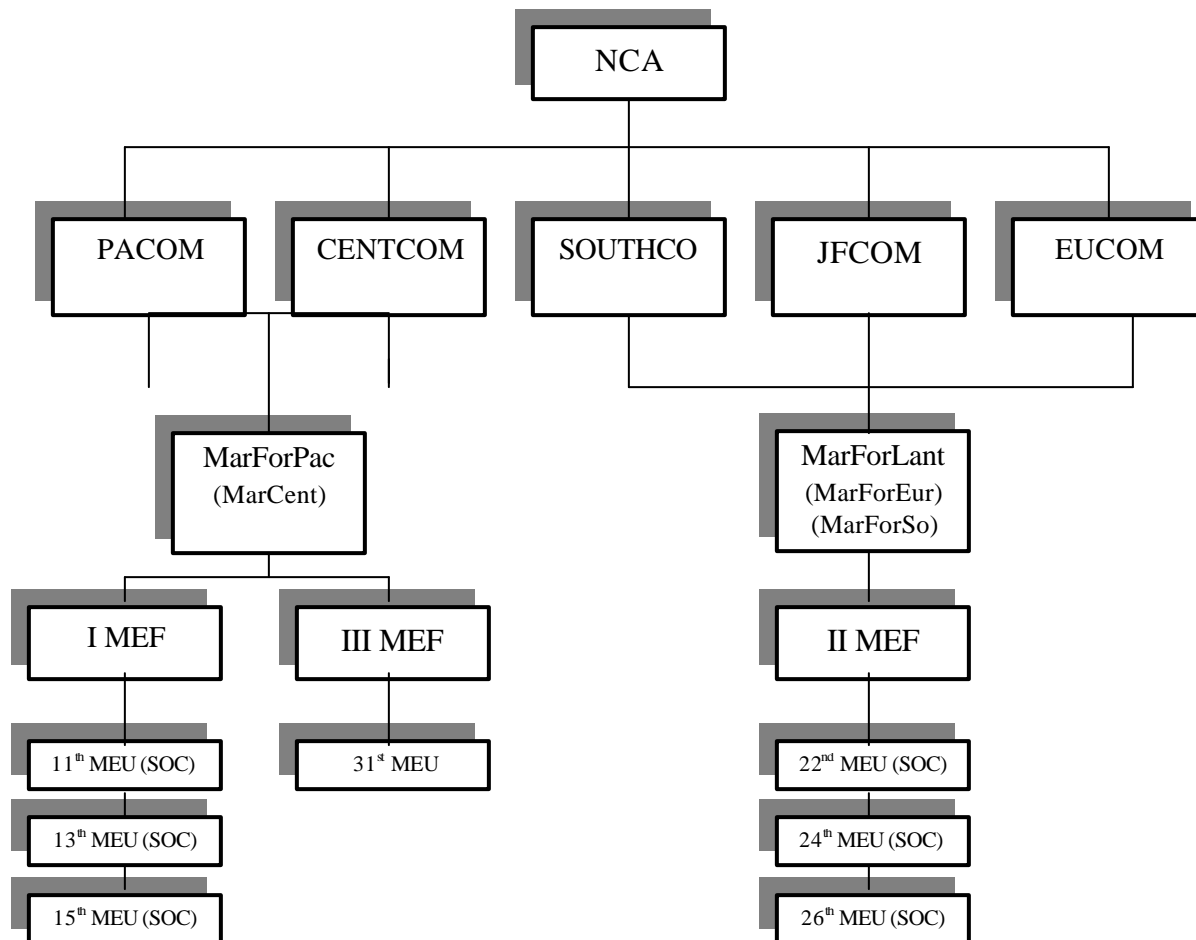 NCA
PACOM
CENTCOM
SOUTHCO
JFCOM
EUCOM
MarForPac
(MarCent)
MarForLant
(MarForEur)
(MarForSo)
I MEF
III MEF
II MEF
11th MEU (SOC)
31st MEU
22nd MEU (SOC)
13th MEU (SOC)
24th MEU (SOC)
15th MEU (SOC)
26th MEU (SOC)